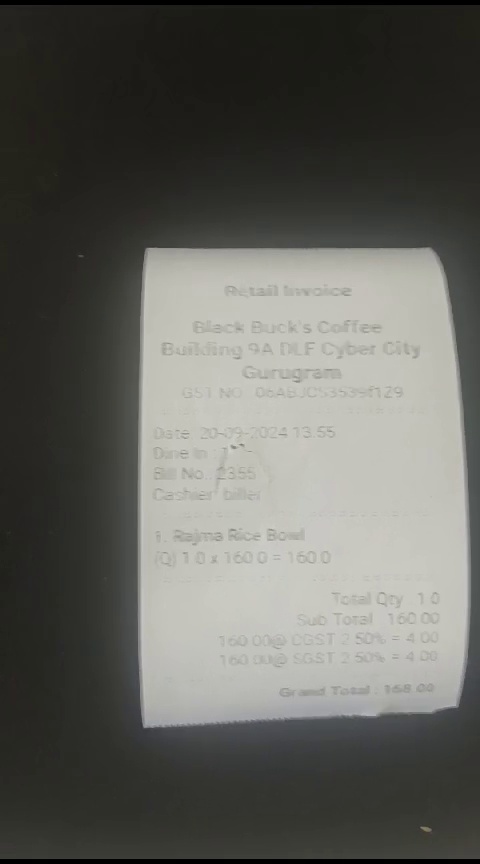 Retail Invoice
Black Buck's Coffee
Building 9A DLF Cyber City
Gurugram
GST NO
Date 20-09-2024 13:55
Dine In :
Bill No. 2355
Cashier biller
1. Rajma Rice Bowl
(Q) 1.0 x 160.0 = 160.0
Total Qty 1.0
Sub Total 160.00
160.00@ CGST 2.50% = 4.00
160.00@ SGST 2.50% = 4.00
Grand Total : 168.00